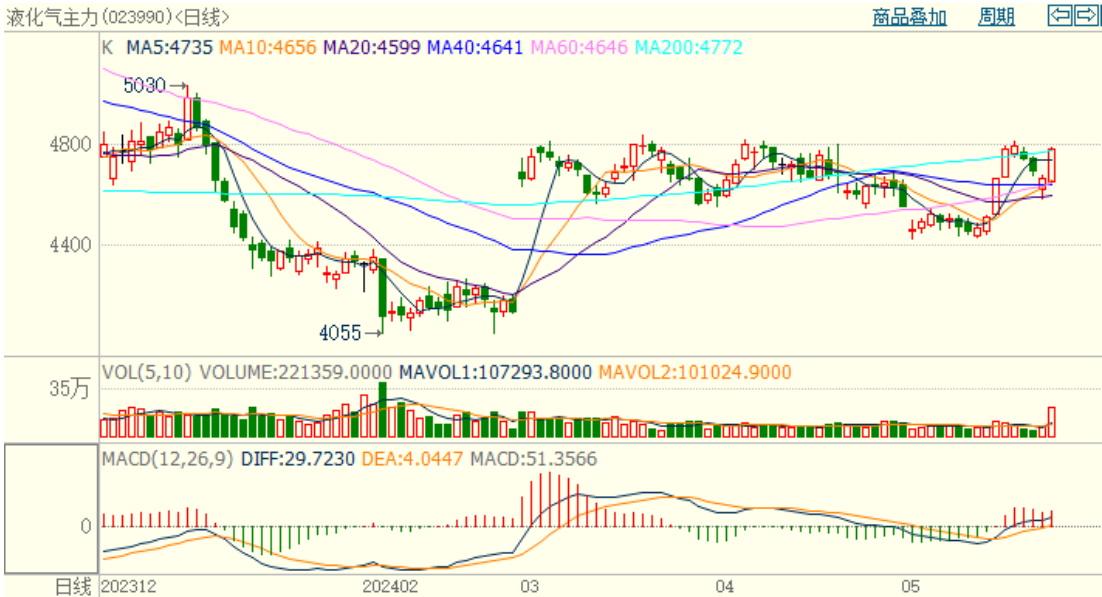 液化气主力(023990)<日线> 商品叠加 周期
K MA5:4735 MA10:4656 MA20:4599 MA40:4641 MA60:4646 MA200:4772
5030
4800
4400
4055
VOL(5,10) VOLUME:221359.0000 MAVOL1:107293.8000 MAVOL2:101024.9000
35万
MACD(12,26,9) DIFF:29.7230 DEA:4.0447 MACD:51.3566
0
日线 202312 202402 03 04 05